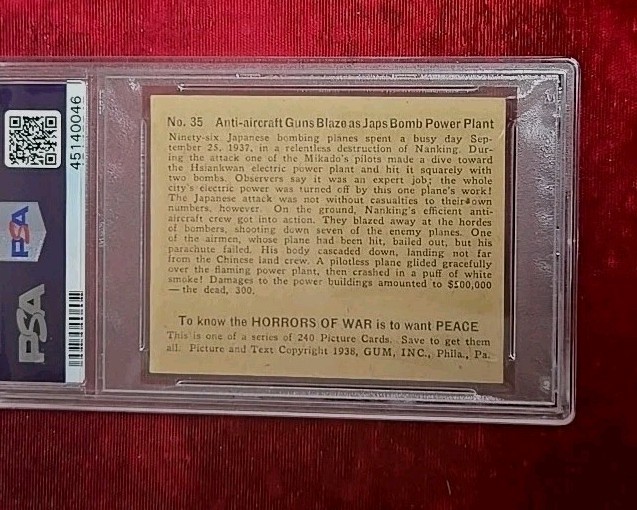 No. 35 Anti-aircraft Guns Blaze as Japs Bomb Power Plant
Ninety-six Japanese bombing planes spent a busy day Sep-
tember 25, 1937, in a relentless destruction of Nanking. Dur-
ing the attack one of the Mikado's pilots made a dive toward
the Hsiankwan electric power plant and hit it squarely with
two bombs. Observers say it was an expert job; the whole
city's electric power was turned off by this one plane's work!
The Japanese attack was not without casualties to their own
numbers, however. On the ground, Nanking's efficient anti-
aircraft crew got into action. They blazed away at the hordes
of bombers, shooting down seven of the enemy planes. One
of the airmen, whose plane had been hit, bailed out, but his
parachute failed. His body cascaded down, landing not far
from the Chinese land crew. A pilotless plane glided gracefully
over the flaming power plant, then crashed in a puff of white
smoke! Damages to the power buildings amounted to
— the dead, 300.
To know the HORRORS OF WAR is to want PEACE
This is one of a series of 240 Picture Cards. Save to get them
all. Picture and Text Copyright 1938, GUM, INC., Phila., Pa.
45140046
PSA
PSA